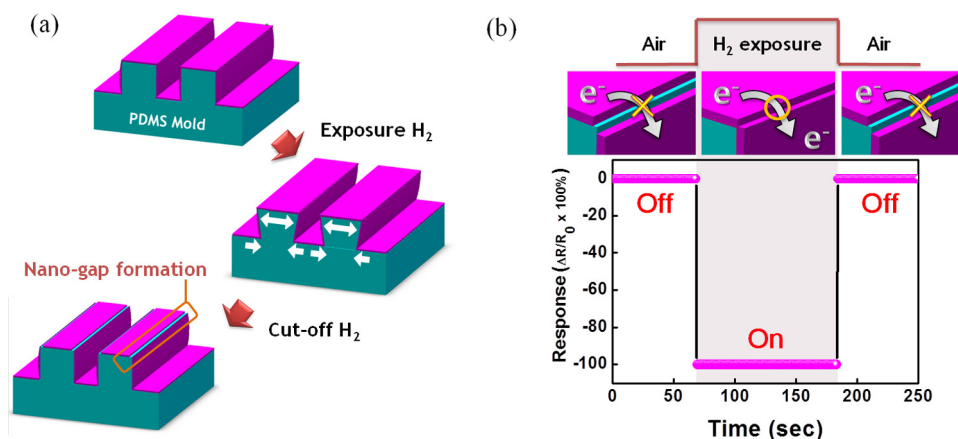 (a)
PDMS Mold
Exposure H₂
Nano-gap formation
Cut-off H₂
(b)
Air
H₂ exposure
Air
e⁻
e⁻
e⁻
e⁻
Response (ΔR/R₀ x 100%)
0
-20
-40
-60
-80
-100
Off
On
Off
0
50
100
150
200
250
Time (sec)